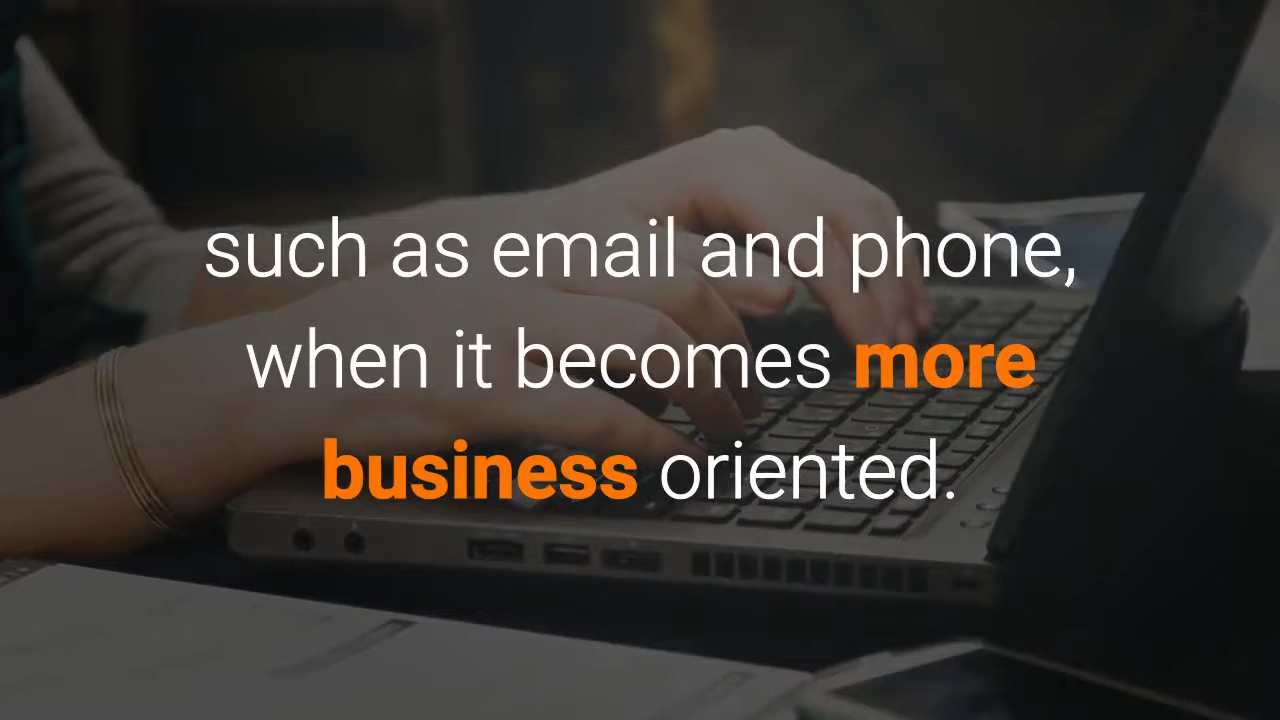 such as email and phone,
when it becomes more
business oriented.